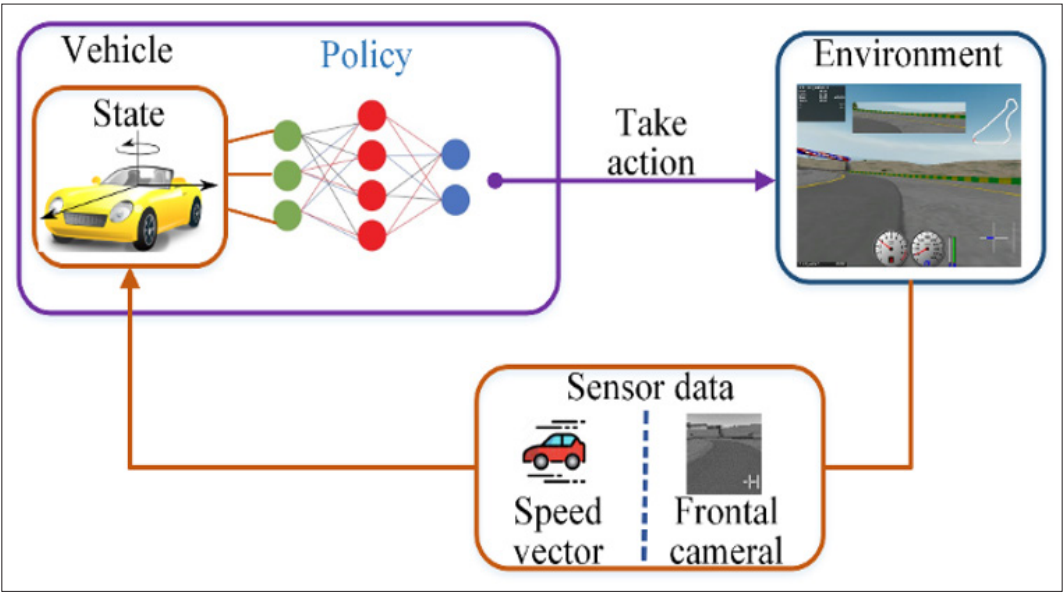 Vehicle
Policy
State
Take
action
Environment
Sensor data
Speed
vector
Frontal
cameral